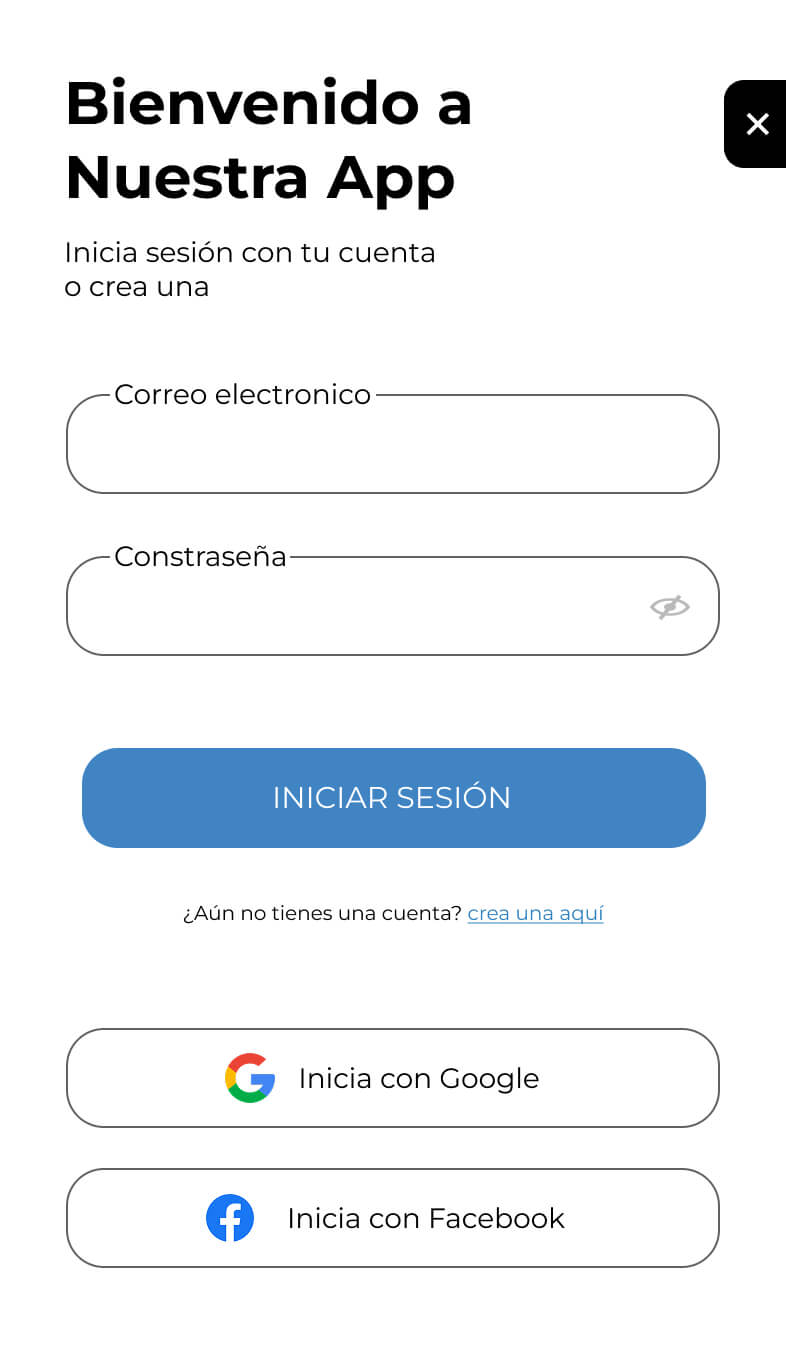 Bienvenido a
Nuestra App
Inicia sesión con tu cuenta
o crea una
Correo electronico
Constraseña
INICIAR SESIÓN
¿Aún no tienes una cuenta? crea una aquí
Inicia con Google
Inicia con Facebook